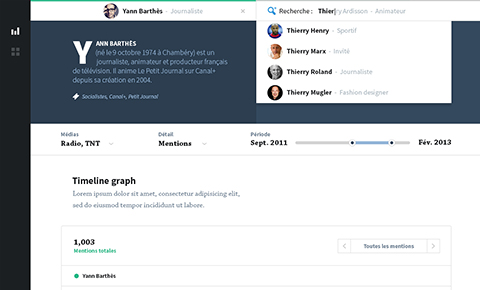 Yann Barthès - Journaliste
×
Recherche : Thierry Ardisson - Animateur
Thierry Henry - Sportif
Thierry Marx - Invité
Thierry Roland - Journaliste
Thierry Mugler - Fashion designer
YANN BARTHÈS
(né le 9 octobre 1974 à Chambéry) est un
journaliste, animateur et producteur français
de télévision. Il anime Le Petit Journal sur Canal+
depuis sa création en 2004.
Socialistes, Canal+, Petit Journal
Médias
Radio, TNT
Détail
Mentions
Période
Sept. 2011
Fév. 2013
Timeline graph
Lorem ipsum dolor sit amet, consectetur adipisicing elit,
sed do eiusmod tempor incididunt ut labore.
1,003
Mentions totales
Toutes les mentions
Yann Barthès